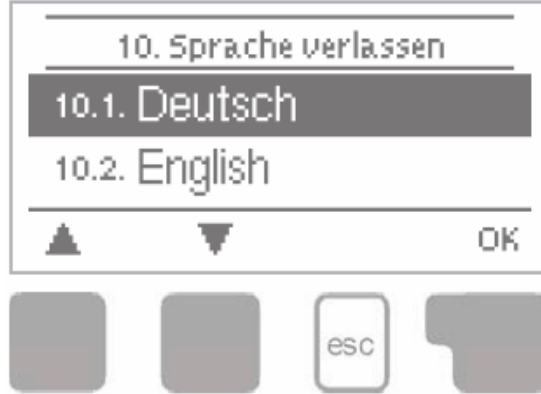 10. Sprache verlassen
10.1. Deutsch
10.2. English
OK
esc